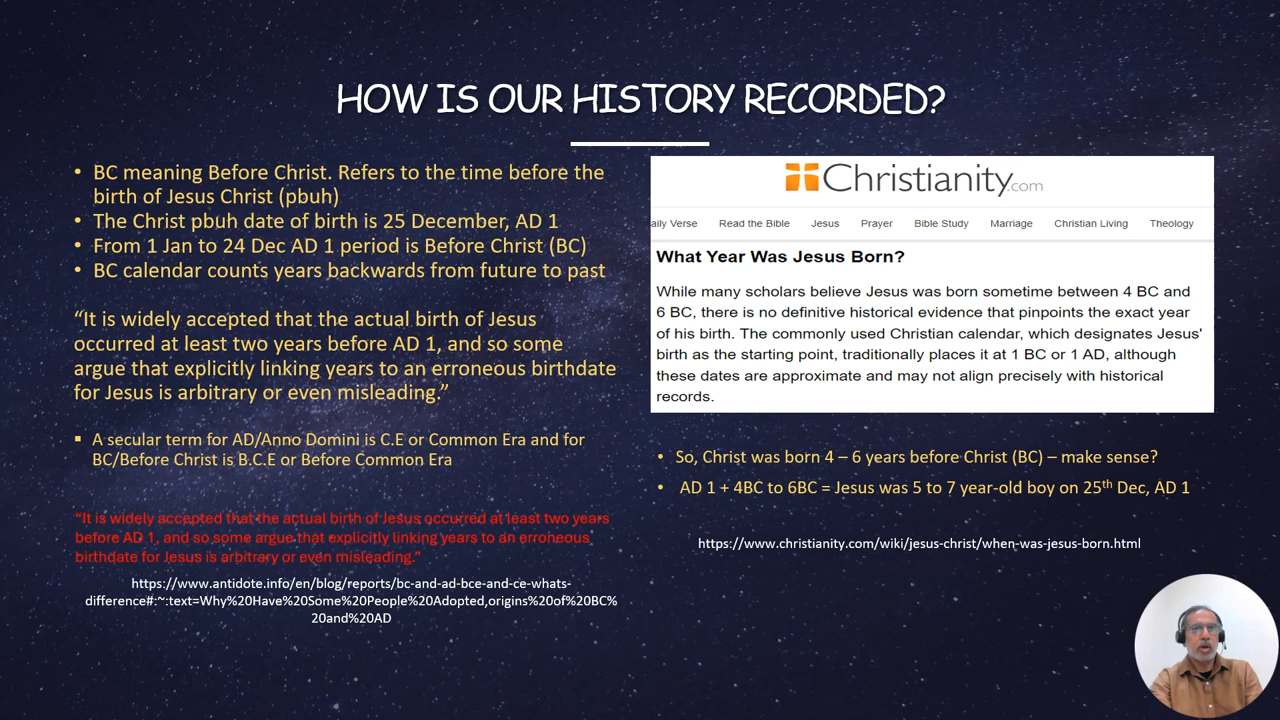 HOW IS OUR HISTORY RECORDED?
• BC meaning Before Christ. Refers to the time before the
birth of Jesus Christ (pbuh)
• The Christ pbuh date of birth is 25 December, AD 1
• From 1 Jan to 24 Dec AD 1 period is Before Christ (BC)
• BC calendar counts years backwards from future to past
“It is widely accepted that the actual birth of Jesus
occurred at least two years before AD 1, and so some
argue that explicitly linking years to an erroneous birthdate
for Jesus is arbitrary or even misleading.”
▪ A secular term for AD/Anno Domini is C.E or Common Era and for
BC/Before Christ is B.C.E or Before Common Era
“It is widely accepted that the actual birth of Jesus occurred at least two years
before AD 1, and so some argue that explicitly linking years to an erroneous
birthdate for Jesus is arbitrary or even misleading.”
https://www.antidote.info/en/blog/reports/bc-and-ad-bce-and-ce-whats-
difference#:~:text=Why%20Have%20Some%20People%20Adopted,origins%20of%20BC%
20and%20AD
Christianity.com
aily Verse Read the Bible Jesus Prayer Bible Study Marriage Christian Living Theology
What Year Was Jesus Born?
While many scholars believe Jesus was born sometime between 4 BC and
6 BC, there is no definitive historical evidence that pinpoints the exact year
of his birth. The commonly used Christian calendar, which designates Jesus'
birth as the starting point, traditionally places it at 1 BC or 1 AD, although
these dates are approximate and may not align precisely with historical
records.
• So, Christ was born 4 – 6 years before Christ (BC) – make sense?
• AD 1 + 4BC to 6BC = Jesus was 5 to 7 year-old boy on 25th Dec, AD 1
https://www.christianity.com/wiki/jesus-christ/when-was-jesus-born.html